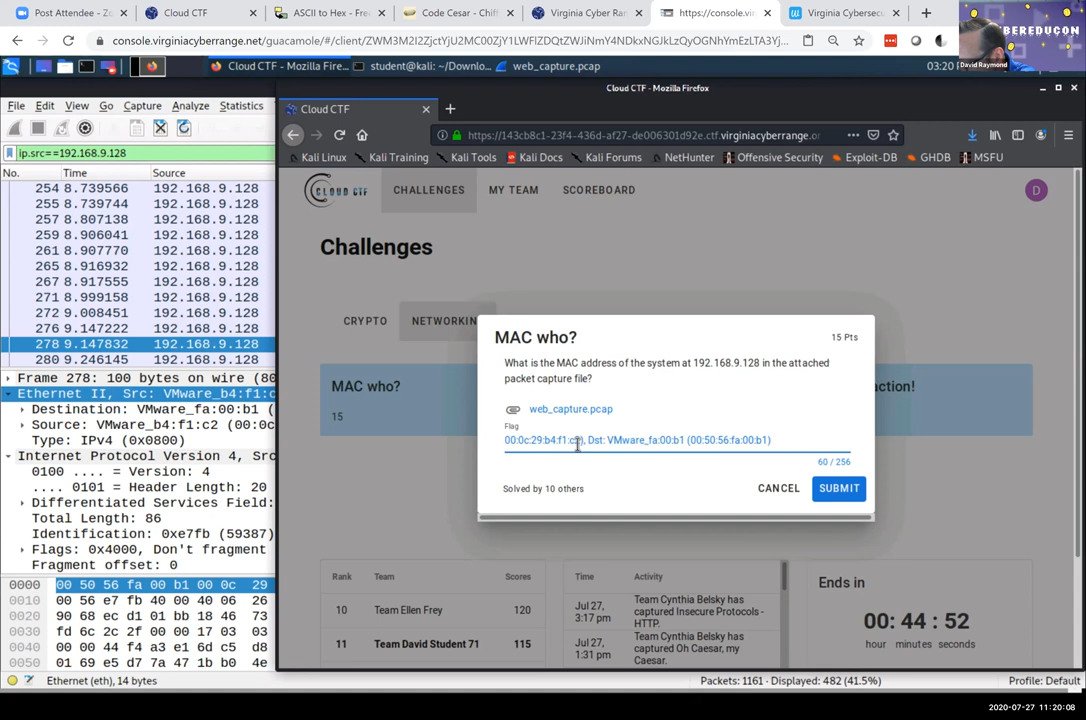 Post Attendee - Zo
Cloud CTF
ASCII to Hex - Fre
Code Cesar - Chiff
Virginia Cyber Ran
https://console.vir
Virginia Cybersec
console.virginiacyberrange.net/guacamole/#/client/
BEREDUCON
David Raymond
Cloud CTF - Mozilla Fire...
student@kali: ~/Downlo...
web_capture.pcap
03:20 P
File Edit View Go Capture Analyze Statistics
ip.src==192.168.9.128
No. Time Source
254 8.739566 192.168.9.128
255 8.739744 192.168.9.128
257 8.807138 192.168.9.128
259 8.906041 192.168.9.128
261 8.907770 192.168.9.128
265 8.916932 192.168.9.128
267 8.917555 192.168.9.128
271 8.999158 192.168.9.128
272 9.008451 192.168.9.128
276 9.147222 192.168.9.128
278 9.147832 192.168.9.128
280 9.246145 192.168.9.128
Frame 278: 100 bytes on wire (80
Ethernet II, Src: VMware_b4:f1:c
Destination: VMware_fa:00:b1 (
Source: VMware_b4:f1:c2 (00:0c
Type: IPv4 (0x0800)
Internet Protocol Version 4, Src
0100 .... = Version: 4
.... 0101 = Header Length: 20
Differentiated Services Field:
Total Length: 86
Identification: 0xe7fb (59387)
Flags: 0x4000, Don't fragment
Fragment offset: 0
0000 00 50 56 fa 00 b1 00 0c 29
0010 00 56 e7 fb 40 00 40 06 26
0020 90 68 ec d1 01 bb 18 46 73
0030 fd 6c 2c 2f 00 00 17 03 03
0040 00 00 44 f4 a3 e1 6d c5 d8
0050 01 69 e5 d7 7a 47 1b b0 4e
Ethernet (eth), 14 bytes
Packets: 1161 · Displayed: 482 (41.5%)
Profile: Default
Cloud CTF - Mozilla Firefox
Cloud CTF
https://143cb8c1-23f4-436d-af27-de006301d92e.ctf.virginiacyberrange.or
Kali Linux Kali Training Kali Tools Kali Docs Kali Forums NetHunter Offensive Security Exploit-DB GHDB MSFU
CLOUD CTF
CHALLENGES
MY TEAM
SCOREBOARD
D
Challenges
CRYPTO
NETWORKIN
MAC who?
15
action!
MAC who?
15 Pts
What is the MAC address of the system at 192.168.9.128 in the attached
packet capture file?
web_capture.pcap
Flag
00:0c:29:b4:f1:c2), Dst: VMware_fa:00:b1 (00:50:56:fa:00:b1)
60 / 256
Solved by 10 others
CANCEL
SUBMIT
Rank Team Scores
10 Team Ellen Frey 120
11 Team David Student 71 115
Time Activity
Jul 27, 3:17 pm
Team Cynthia Belsky has
captured Insecure Protocols -
HTTP.
Jul 27, 1:31 pm
Team Cynthia Belsky has
captured Oh Caesar, my
Caesar.
Ends in
00 : 44 : 52
hour minutes seconds
2020-07-27 11:20:08